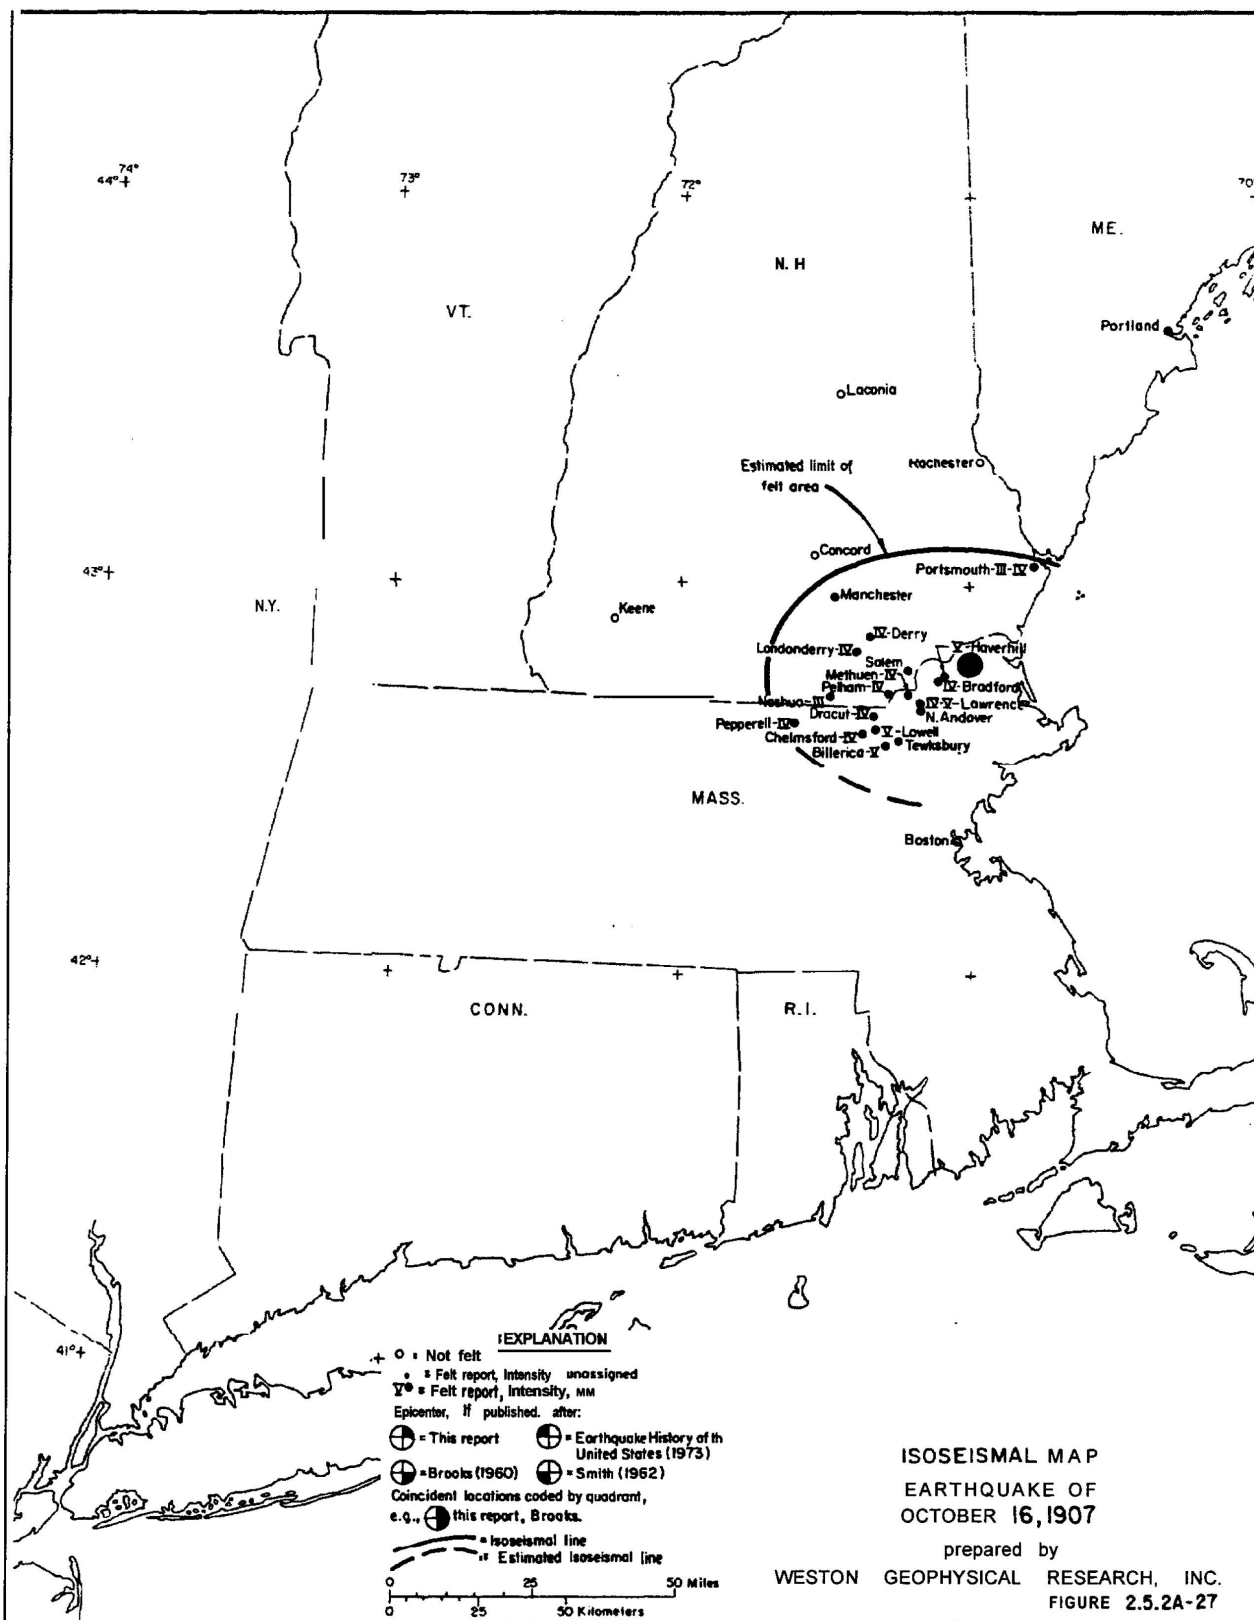 74°
44°
73°
72°
70°
ME.
N.H
VT.
Portland
Laconia
Rochester
Estimated limit of
felt area
Concord
43°
Portsmouth-III-IV
N.Y.
Manchester
Keene
IV-Derry
Londonderry-IV
V-Haverhill
Salem
Methuen-IV
Pelham-IV
IV-Bradford
Nashua-III
IV-V-Lawrence
Dracut-IV
N. Andover
Pepperell-IV
Chelmsford-IV
V-Lowell
Billerica-V
Tewksbury
MASS.
Boston
42°
CONN.
R.I.
41°
EXPLANATION
= Not felt
= Felt report, Intensity unassigned
V = Felt report, Intensity, MM
Epicenter, If published. after:
= This report
= Earthquake History of th
United States (1973)
= Brooks (1960)
= Smith (1962)
Coincident locations coded by quadrant,
e.g., this report, Brooks.
= Isoseismal line
= Estimated Isoseismal line
0 25 50 Miles
0 25 50 Kilometers
ISOSEISMAL MAP
EARTHQUAKE OF
OCTOBER 16, 1907
prepared by
WESTON GEOPHYSICAL RESEARCH, INC.
FIGURE 2.5.2A-27